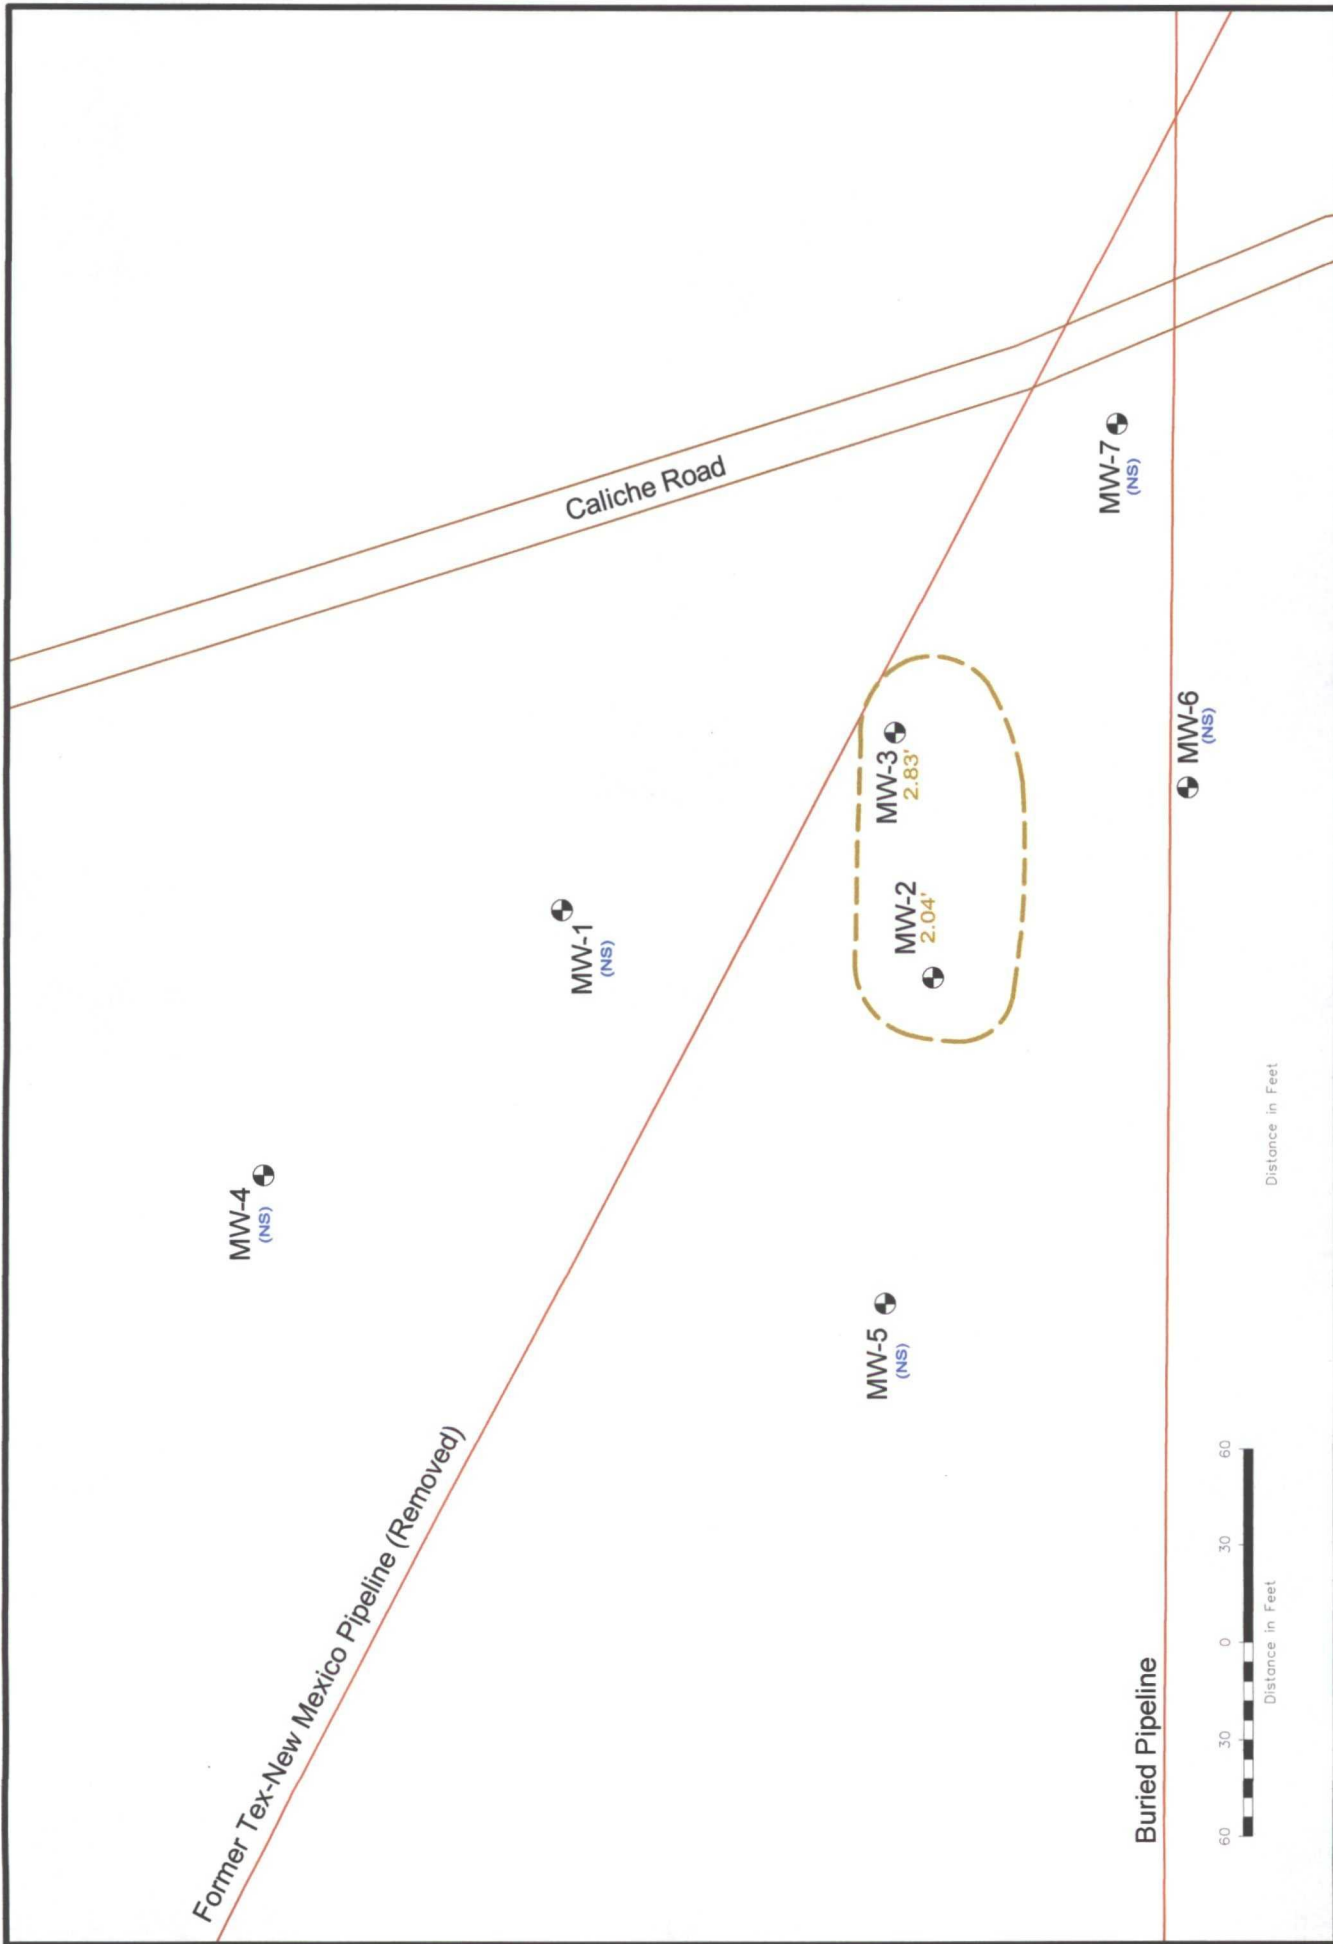 Caliche Road
MW-4
(NS)
MW-1
(NS)
MW-3
2.83'
MW-2
2.04'
MW-7
(NS)
MW-6
(NS)
MW-5
(NS)
Former Tex-New Mexico Pipeline (Removed)
Buried Pipeline
60 30 0 30 60
Distance in Feet
Distance in Feet